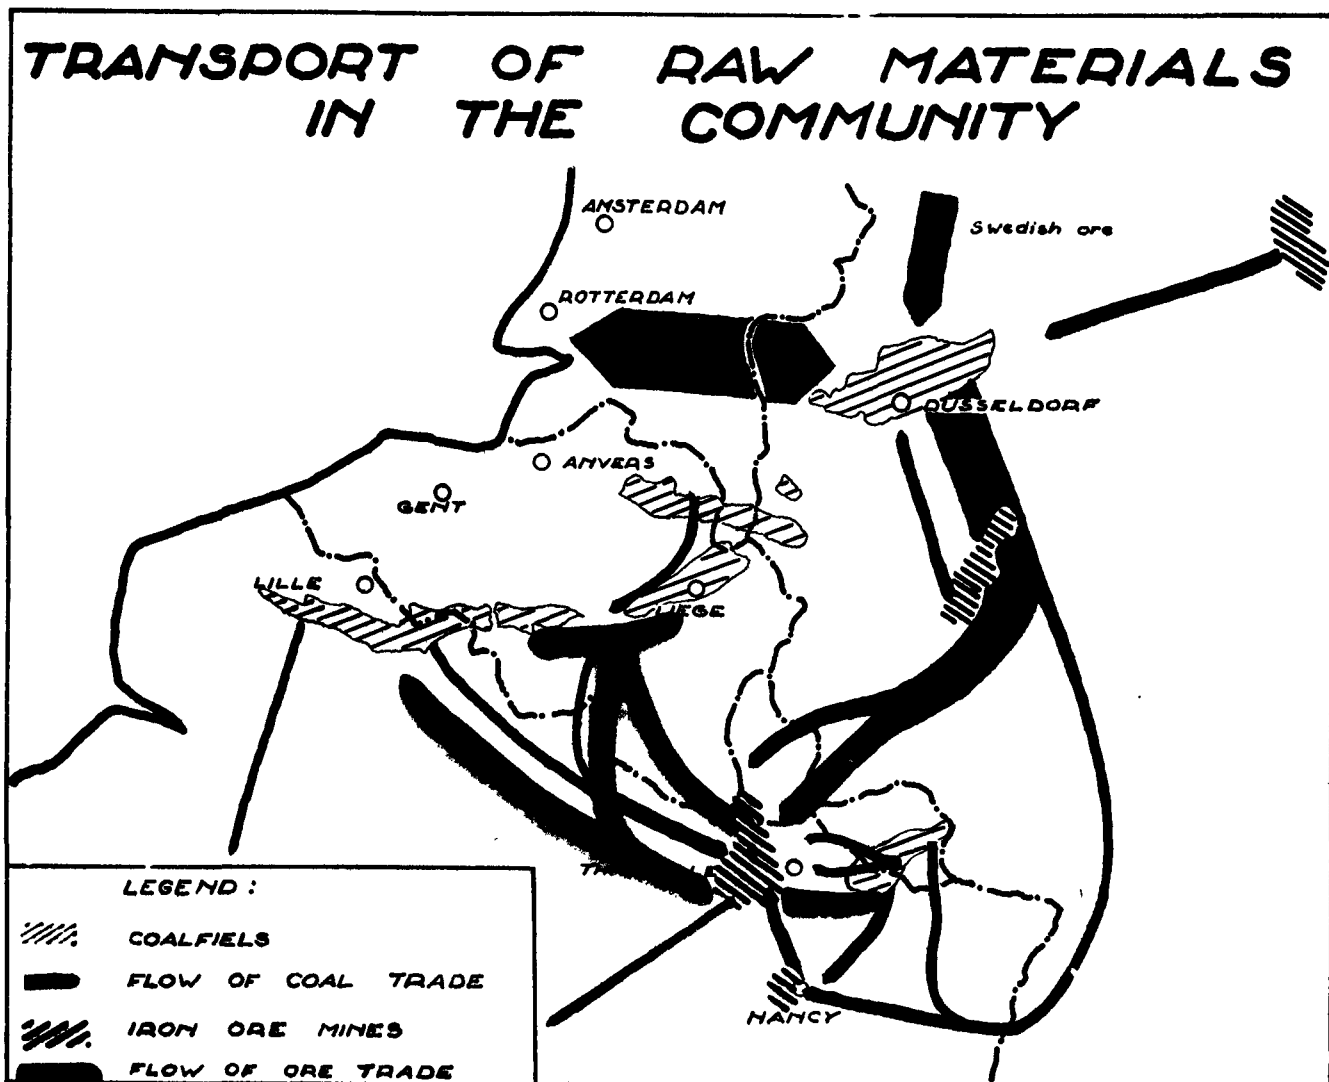 TRANSPORT OF RAW MATERIALS
IN THE COMMUNITY
AMSTERDAM
Swedish ore
ROTTERDAM
DUSSELDORF
ANVERS
GENT
LILLE
LIEGE
NANCY
LEGEND :
COALFIELS
FLOW OF COAL TRADE
IRON ORE MINES
FLOW OF ORE TRADE